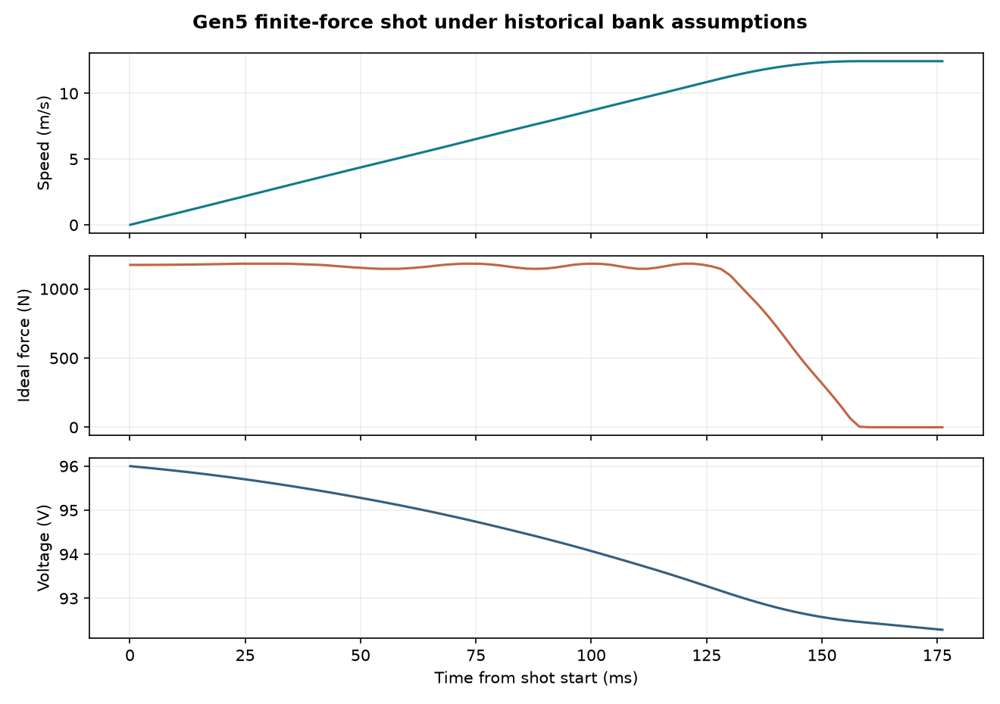 Gen5 finite-force shot under historical bank assumptions
Speed (m/s)
10
5
0
Ideal force (N)
1000
500
0
Voltage (V)
96
95
94
93
0 25 50 75 100 125 150 175
Time from shot start (ms)